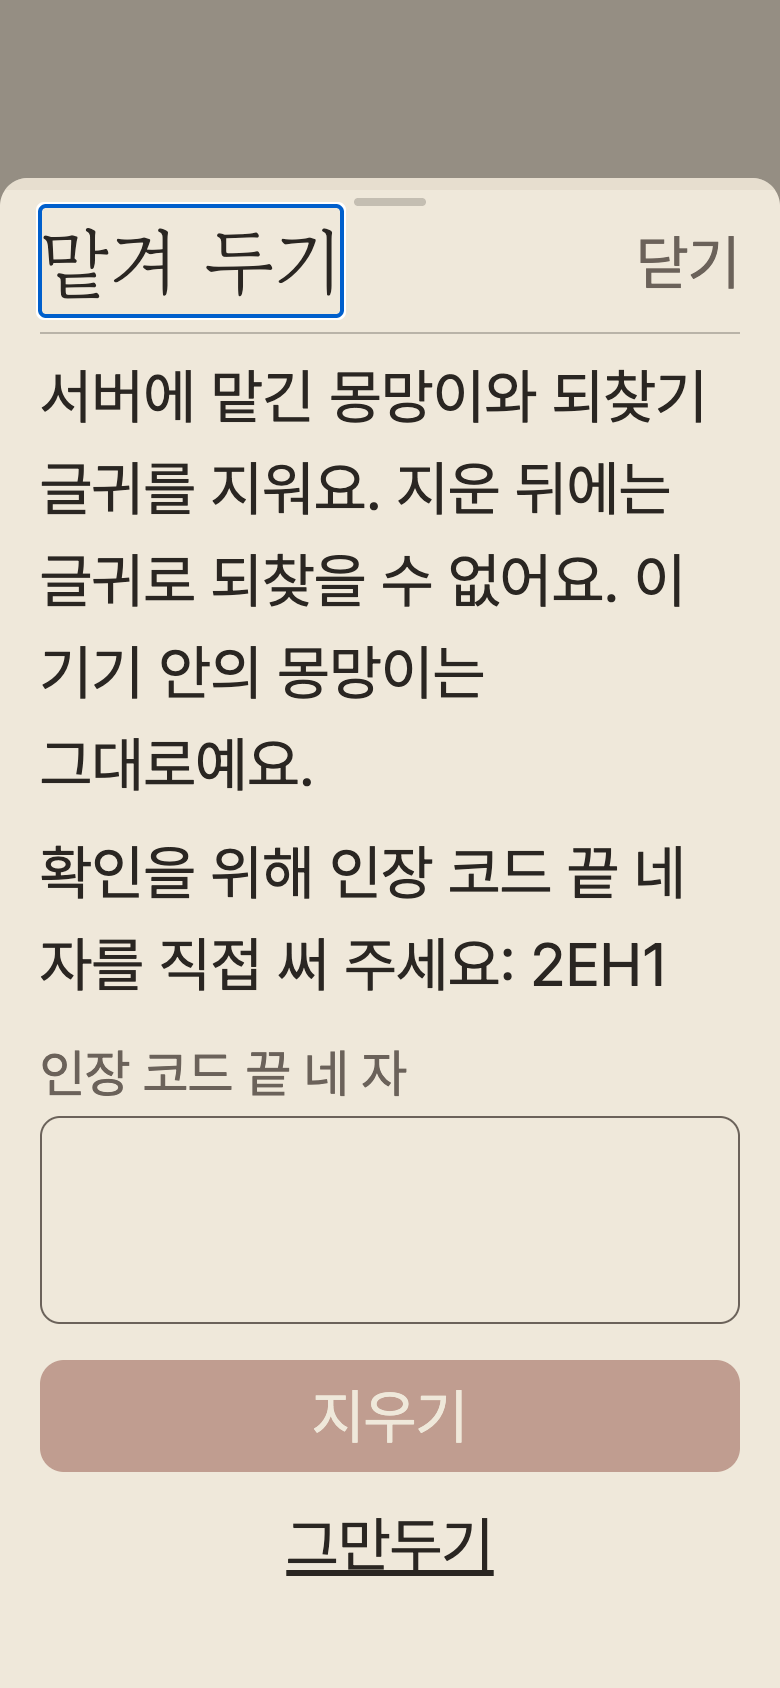 맡겨 두기
닫기
서버에 맡긴 몽망이와 되찾기
글귀를 지워요. 지운 뒤에는
글귀로 되찾을 수 없어요. 이
기기 안의 몽망이는
그대로예요.
확인을 위해 인장 코드 끝 네
자를 직접 써 주세요: 2EH1
인장 코드 끝 네 자
지우기
그만두기